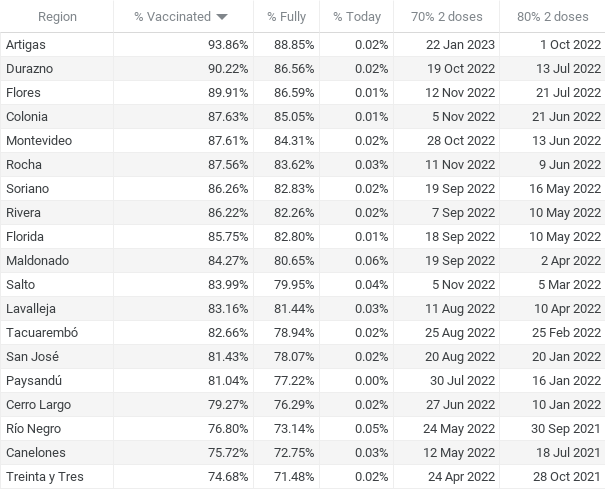 Region % Vaccinated % Fully % Today 70% 2 doses 80% 2 doses
Artigas 93.86% 88.85% 0.02% 22 Jan 2023 1 Oct 2022
Durazno 90.22% 86.56% 0.02% 19 Oct 2022 13 Jul 2022
Flores 89.91% 86.59% 0.01% 12 Nov 2022 21 Jul 2022
Colonia 87.63% 85.05% 0.01% 5 Nov 2022 21 Jun 2022
Montevideo 87.61% 84.31% 0.02% 28 Oct 2022 13 Jun 2022
Rocha 87.56% 83.62% 0.03% 11 Nov 2022 9 Jun 2022
Soriano 86.26% 82.83% 0.02% 19 Sep 2022 16 May 2022
Rivera 86.22% 82.26% 0.02% 7 Sep 2022 10 May 2022
Florida 85.75% 82.80% 0.01% 18 Sep 2022 10 May 2022
Maldonado 84.27% 80.65% 0.06% 19 Sep 2022 2 Apr 2022
Salto 83.99% 79.95% 0.04% 5 Nov 2022 5 Mar 2022
Lavalleja 83.16% 81.44% 0.03% 11 Aug 2022 10 Apr 2022
Tacuarembó 82.66% 78.94% 0.02% 25 Aug 2022 25 Feb 2022
San José 81.43% 78.07% 0.02% 20 Aug 2022 20 Jan 2022
Paysandú 81.04% 77.22% 0.00% 30 Jul 2022 16 Jan 2022
Cerro Largo 79.27% 76.29% 0.02% 27 Jun 2022 10 Jan 2022
Río Negro 76.80% 73.14% 0.05% 24 May 2022 30 Sep 2021
Canelones 75.72% 72.75% 0.03% 12 May 2022 18 Jul 2021
Treinta y Tres 74.68% 71.48% 0.02% 24 Apr 2022 28 Oct 2021